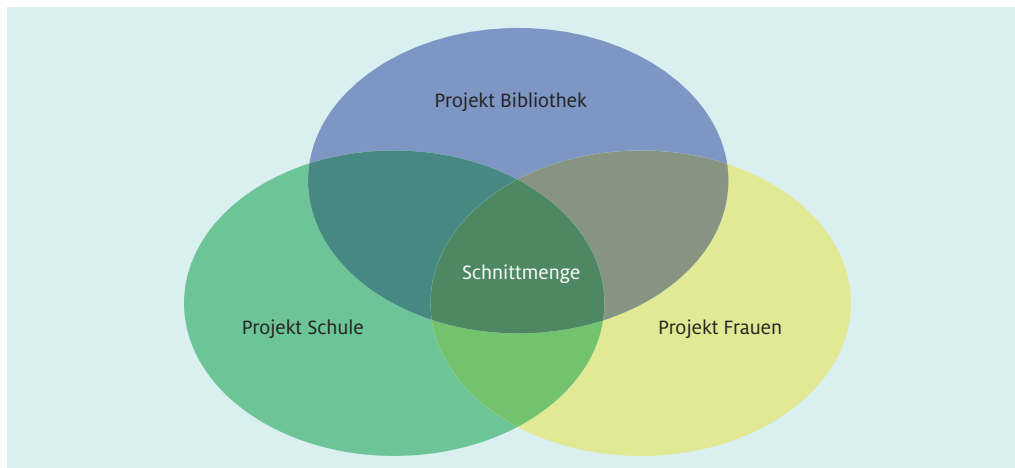 Projekt Bibliothek
Schnittmenge
Projekt Schule
Projekt Frauen